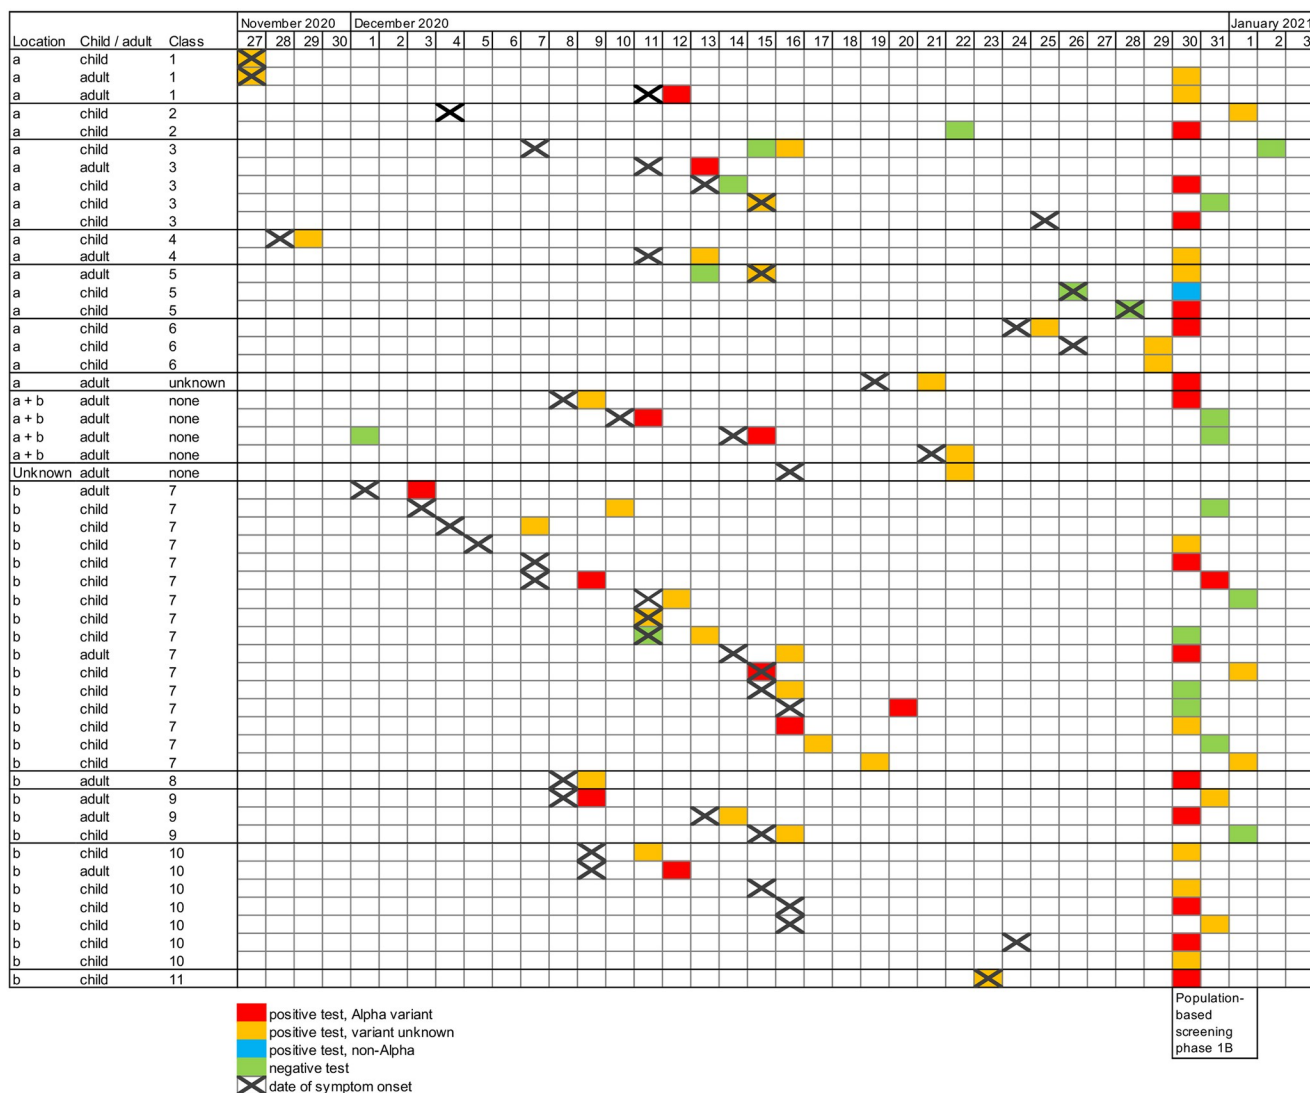 November 2020 December 2020 January 2021
Location Child / adult Class 27 28 29 30 1 2 3 4 5 6 7 8 9 10 11 12 13 14 15 16 17 18 19 20 21 22 23 24 25 26 27 28 29 30 31 1 2 3
a child 1
a adult 1
a adult 1
a child 2
a child 2
a child 3
a adult 3
a child 3
a child 3
a child 3
a child 4
a adult 4
a adult 5
a child 5
a child 5
a child 6
a child 6
a child 6
a adult unknown
a + b adult none
a + b adult none
a + b adult none
a + b adult none
Unknown adult none
b adult 7
b child 7
b child 7
b child 7
b child 7
b child 7
b child 7
b child 7
b child 7
b adult 7
b child 7
b child 7
b child 7
b child 7
b child 7
b child 7
b adult 8
b adult 9
b adult 9
b child 9
b child 10
b adult 10
b child 10
b child 10
b child 10
b child 10
b child 10
b child 11
Population-
based
screening
phase 1B
positive test, Alpha variant
positive test, variant unknown
positive test, non-Alpha
negative test
date of symptom onset